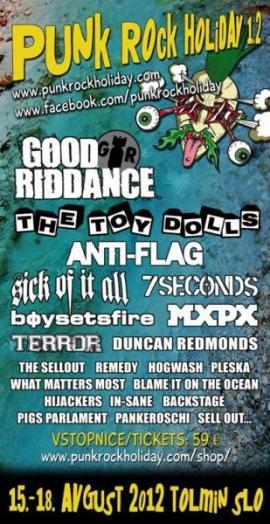 PUNK ROCK HOLIDAY 1.2
www.punkrockholiday.com
www.facebook.com/punkrockholiday
GOOD GR
RIDDANCE
THE TOY DOLLS
ANTI-FLAG
sick of it all 7SECONDS
bøysetsfire MXPX
TERROR DUNCAN REDMONDS
THE SELLOUT REMEDY HOGWASH PLESKA
WHAT MATTERS MOST BLAME IT ON THE OCEAN
HIJACKERS IN-SANE BACKSTAGE
PIGS PARLAMENT PANKEROSCHI SELL OUT...
VSTOPNICE/TICKETS: 59 €
www.punkrockholiday.com/shop/
15.-18. AVGUST 2012 TOLMIN SLO